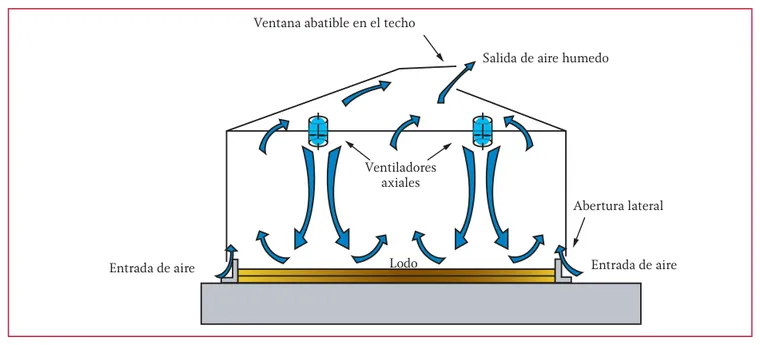 Ventana abatible en el techo
Salida de aire humedo
Ventiladores
axiales
Abertura lateral
Entrada de aire
Lodo
Entrada de aire